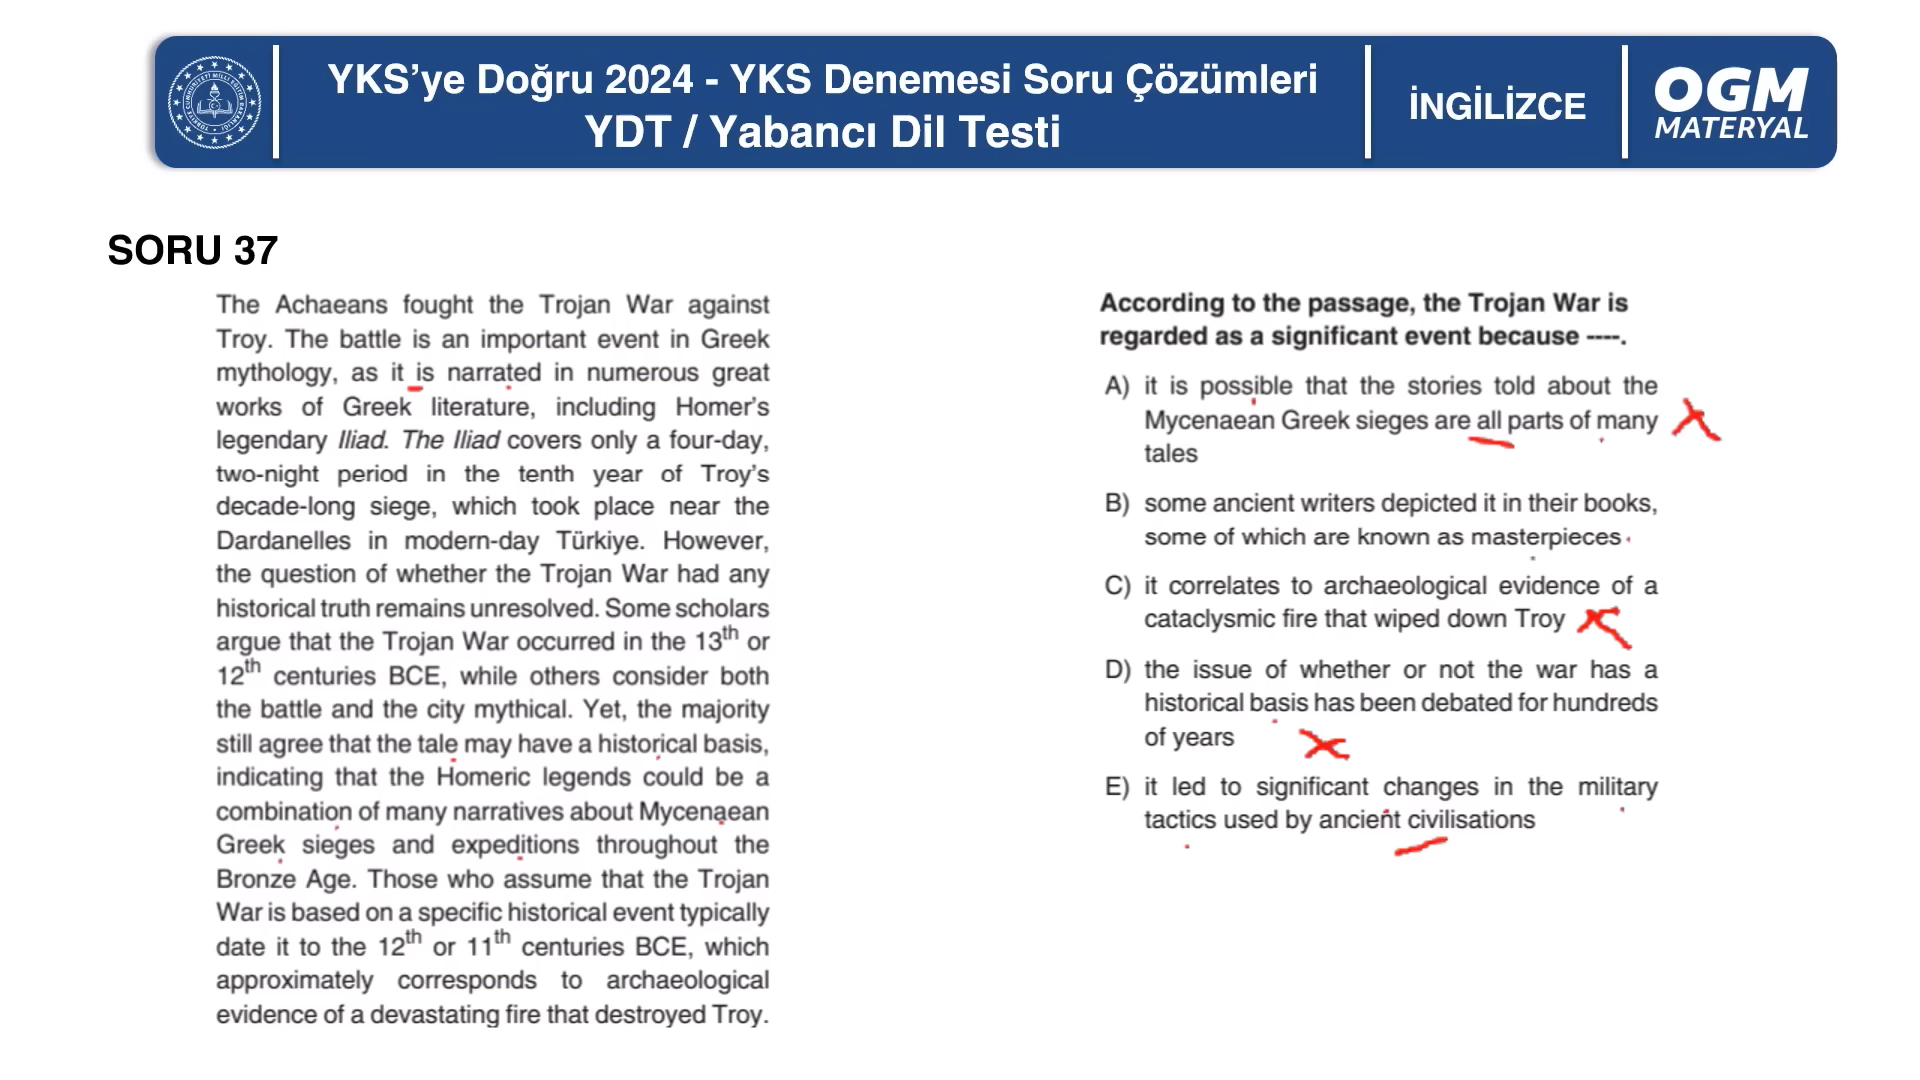 YKS'ye Doğru 2024 - YKS Denemesi Soru Çözümleri
YDT / Yabancı Dil Testi
İNGİLİZCE
OGM
MATERYAL
SORU 37
The Achaeans fought the Trojan War against
Troy. The battle is an important event in Greek
mythology, as it is narrated in numerous great
works of Greek literature, including Homer's
legendary Iliad. The Iliad covers only a four-day,
two-night period in the tenth year of Troy's
decade-long siege, which took place near the
Dardanelles in modern-day Türkiye. However,
the question of whether the Trojan War had any
historical truth remains unresolved. Some scholars
argue that the Trojan War occurred in the 13th or
12th centuries BCE, while others consider both
the battle and the city mythical. Yet, the majority
still agree that the tale may have a historical basis,
indicating that the Homeric legends could be a
combination of many narratives about Mycenaean
Greek sieges and expeditions throughout the
Bronze Age. Those who assume that the Trojan
War is based on a specific historical event typically
date it to the 12th or 11th centuries BCE, which
approximately corresponds to archaeological
evidence of a devastating fire that destroyed Troy.
According to the passage, the Trojan War is
regarded as a significant event because ----.
A) it is possible that the stories told about the
Mycenaean Greek sieges are all parts of many
tales
B) some ancient writers depicted it in their books,
some of which are known as masterpieces
C) it correlates to archaeological evidence of a
cataclysmic fire that wiped down Troy
D) the issue of whether or not the war has a
historical basis has been debated for hundreds
of years
E) it led to significant changes in the military
tactics used by ancient civilisations